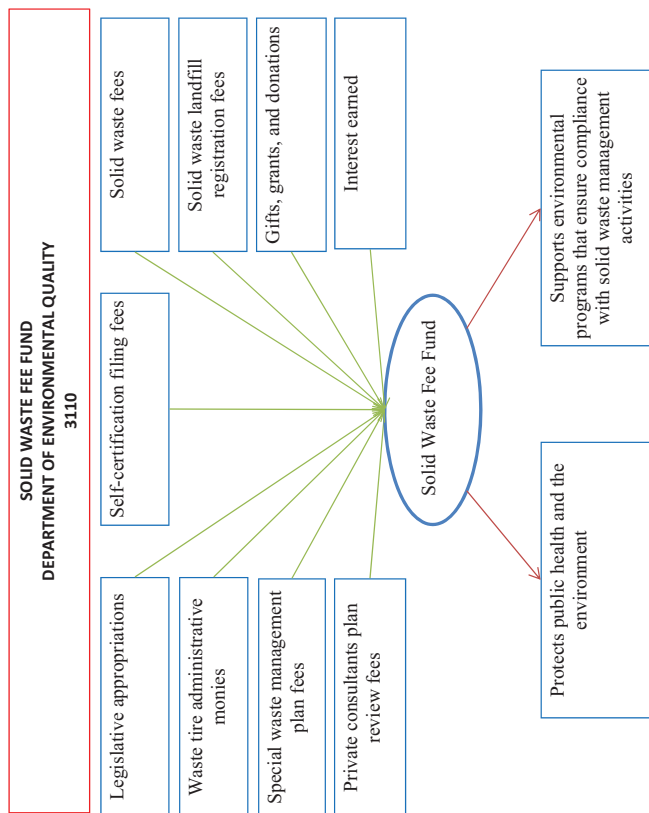 SOLID WASTE FEE FUND
DEPARTMENT OF ENVIRONMENTAL QUALITY
3110
Legislative appropriations
Self-certification filing fees
Solid waste fees
Waste tire administrative
monies
Solid waste landfill
registration fees
Special waste management
plan fees
Gifts, grants, and donations
Private consultants plan
review fees
Interest earned
Solid Waste Fee Fund
Protects public health and the
environment
Supports environmental
programs that ensure compliance
with solid waste management
activities